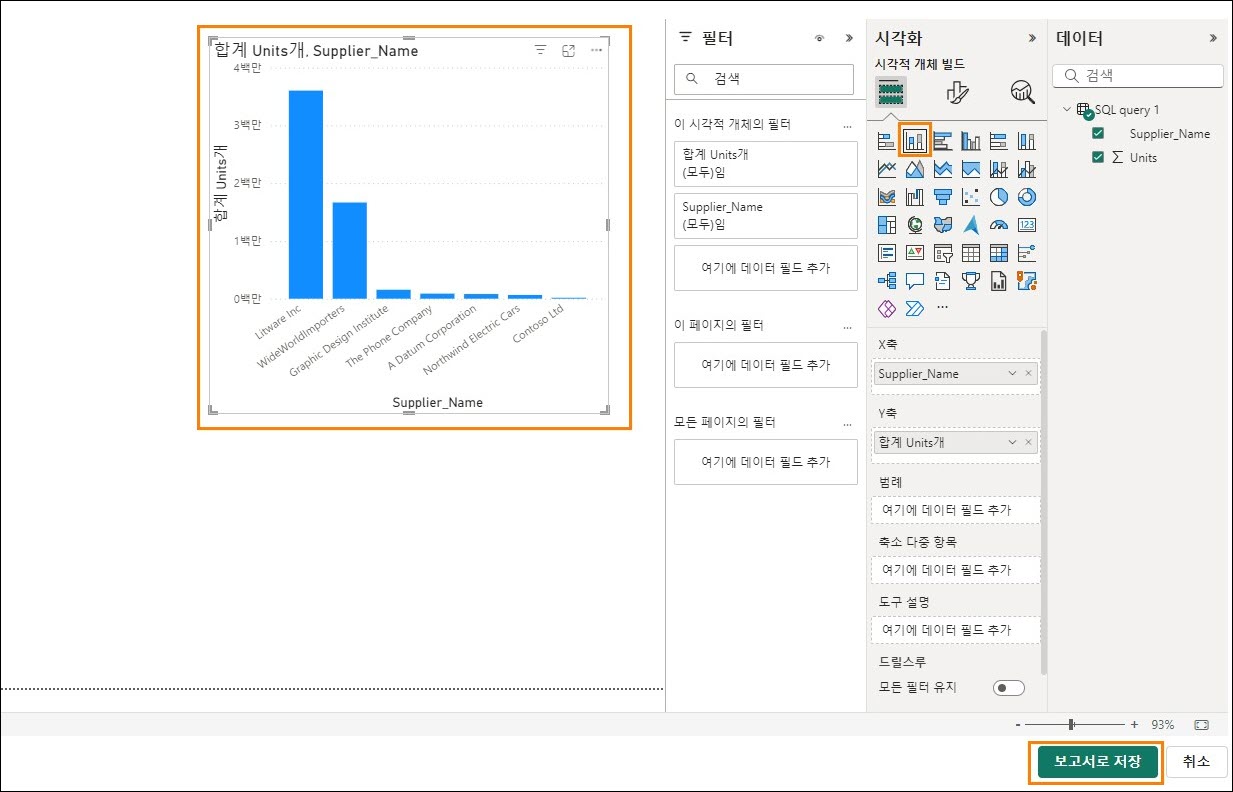 합계 Units개, Supplier_Name
4백만
3백만
2백만
1백만
0백만
합계 Units개
Litware Inc
WideWorldImporters
Graphic Design Institute
The Phone Company
A Datum Corporation
Northwind Electric Cars
Contoso Ltd
Supplier_Name
필터
검색
이 시각적 개체의 필터
합계 Units개
(모두)임
Supplier_Name
(모두)임
여기에 데이터 필드 추가
이 페이지의 필터
여기에 데이터 필드 추가
모든 페이지의 필터
여기에 데이터 필드 추가
시각화
시각적 개체 빌드
123
X축
Supplier_Name
Y축
합계 Units개
범례
여기에 데이터 필드 추가
축소 다중 항목
여기에 데이터 필드 추가
도구 설명
여기에 데이터 필드 추가
드릴스루
모든 필터 유지
데이터
검색
SQL query 1
Supplier_Name
Units
93%
보고서로 저장
취소